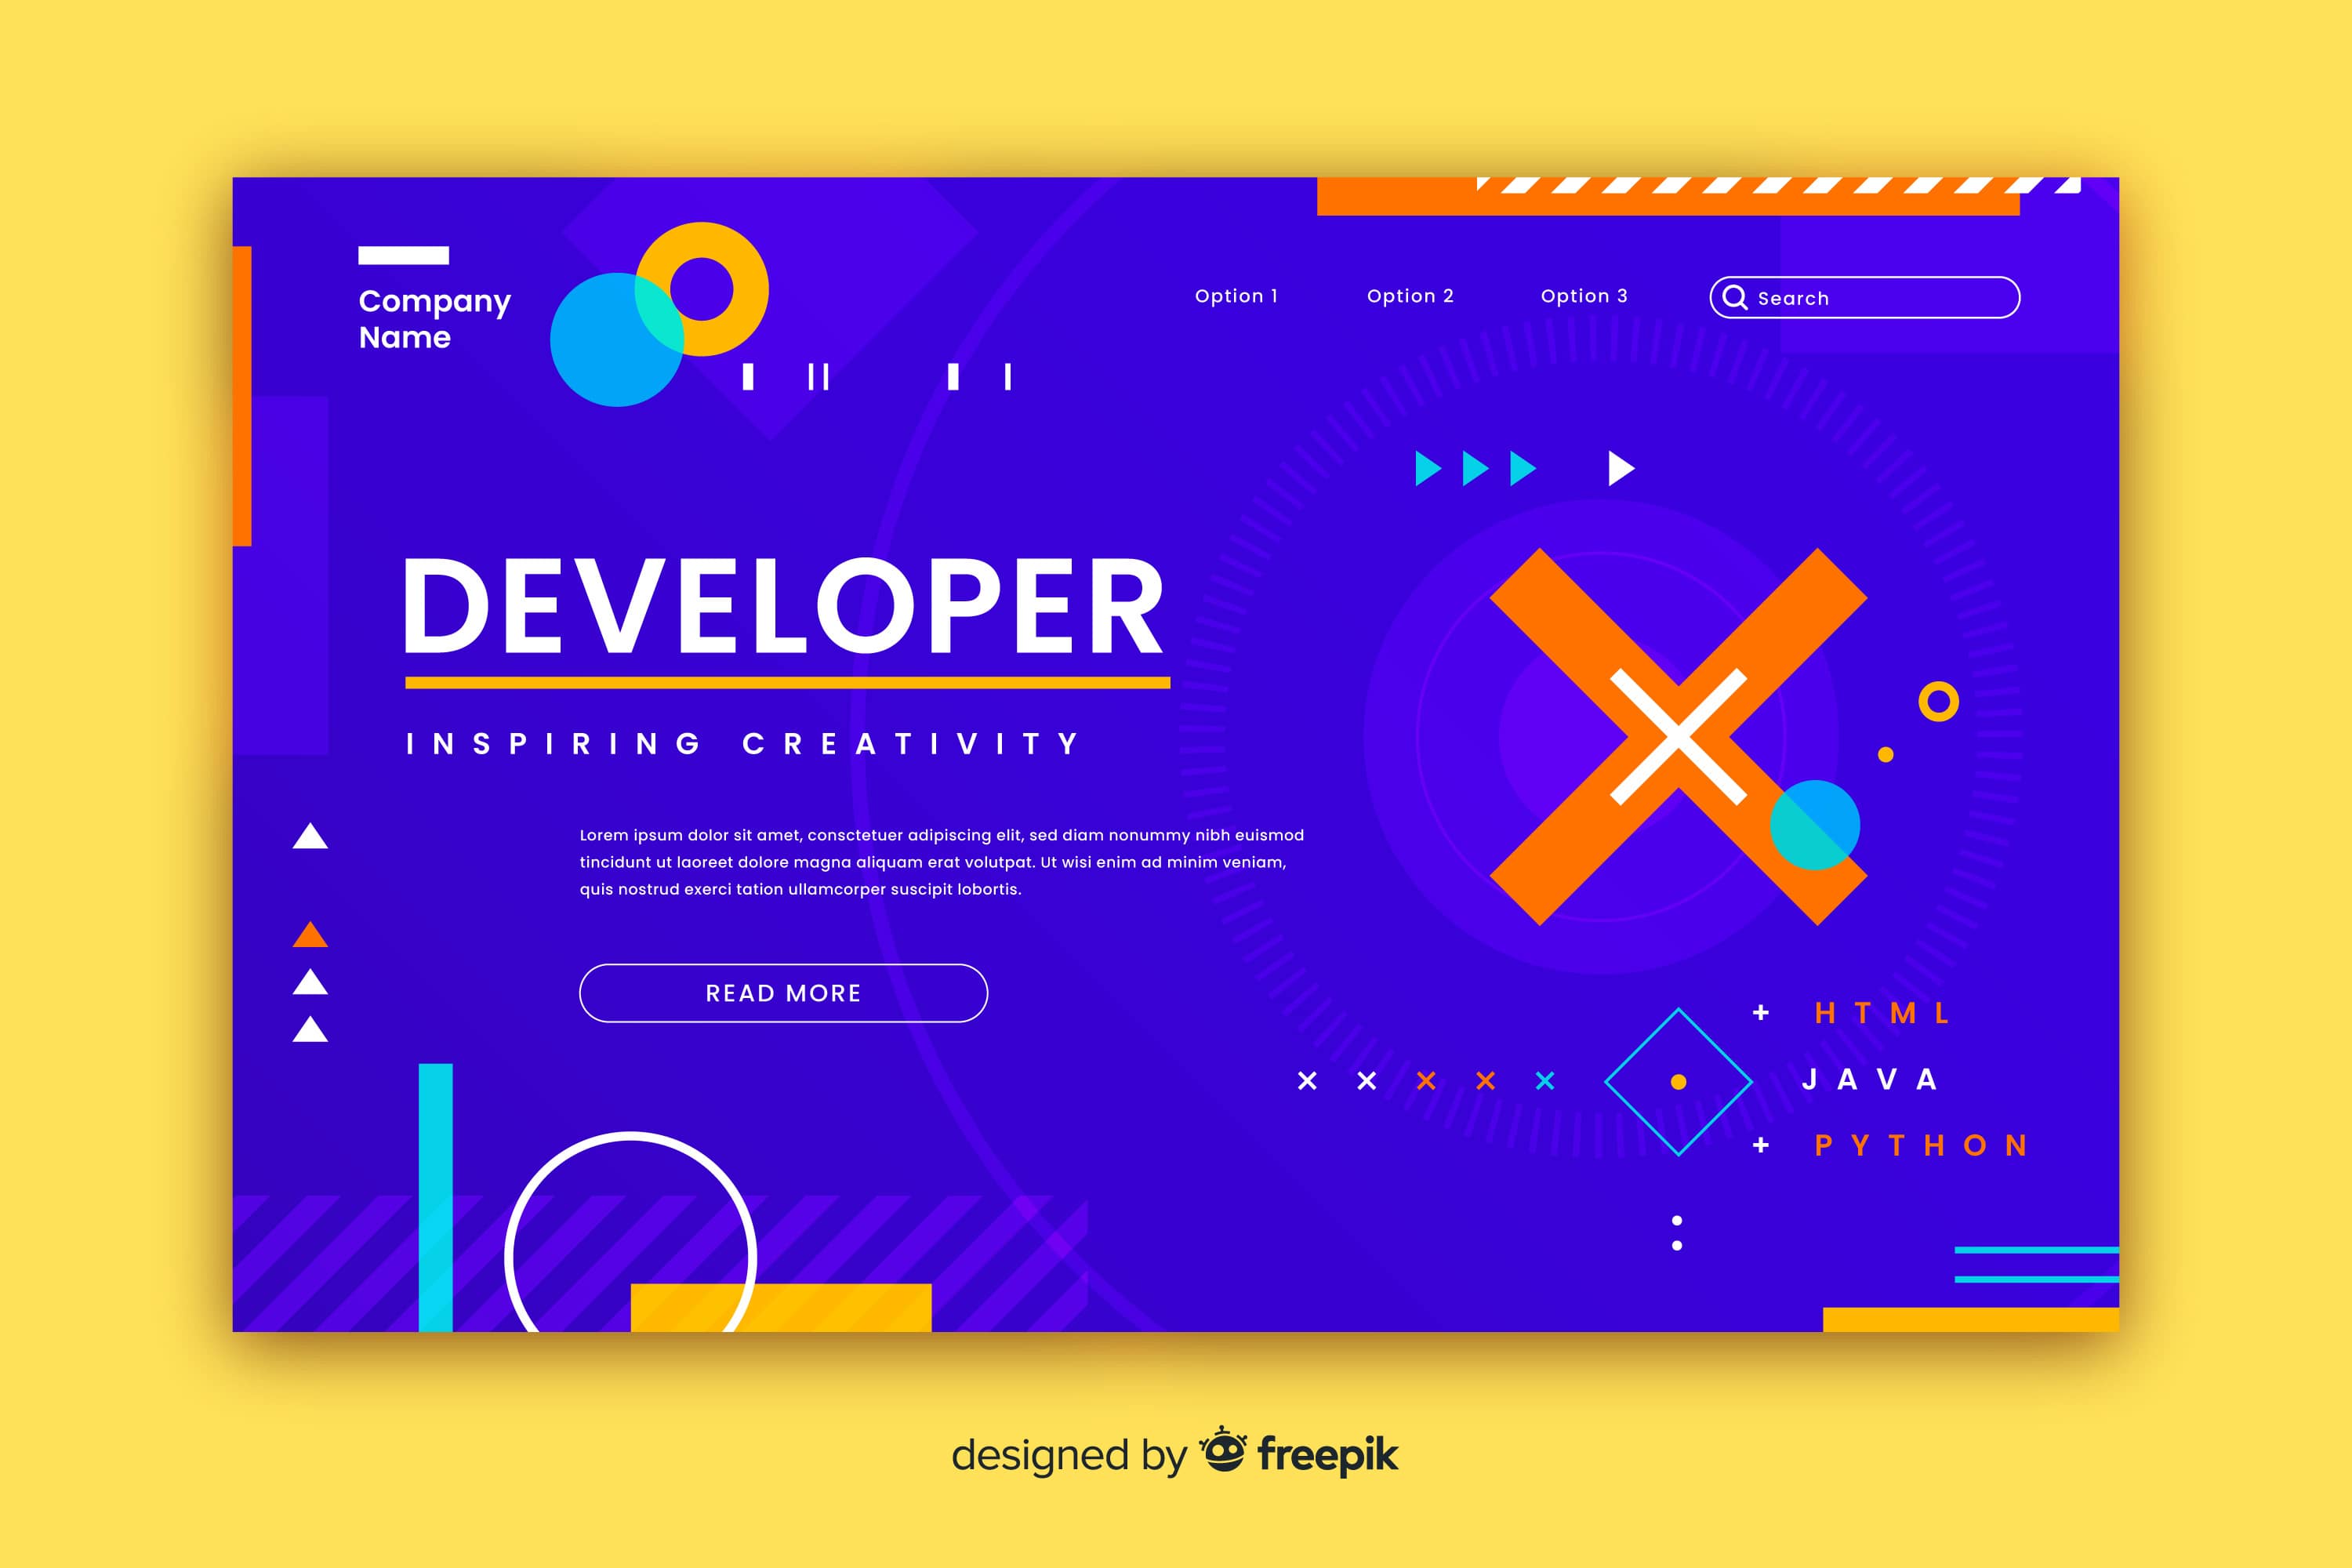 Company
Name
Option 1 Option 2 Option 3 Search
DEVELOPER
INSPIRING CREATIVITY
Lorem ipsum dolor sit amet, consctetuer adipiscing elit, sed diam nonummy nibh euismod
tincidunt ut laoreet dolore magna aliquam erat volutpat. Ut wisi enim ad minim veniam,
quis nostrud exerci tation ullamcorper suscipit lobortis.
READ MORE
+ HTML
JAVA
+ PYTHON
designed by freepik